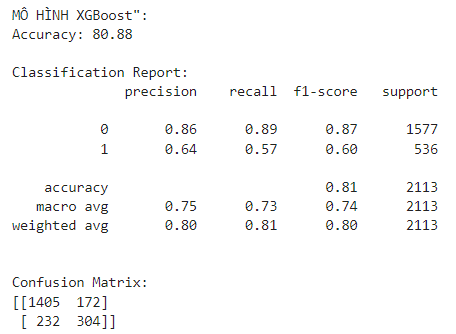 MÔ HÌNH XGBoost":
Accuracy: 80.88
Classification Report:
precision recall f1-score support
0 0.86 0.89 0.87 1577
1 0.64 0.57 0.60 536
accuracy 0.81 2113
macro avg 0.75 0.73 0.74 2113
weighted avg 0.80 0.81 0.80 2113
Confusion Matrix:
[[1405 172]
[ 232 304]]